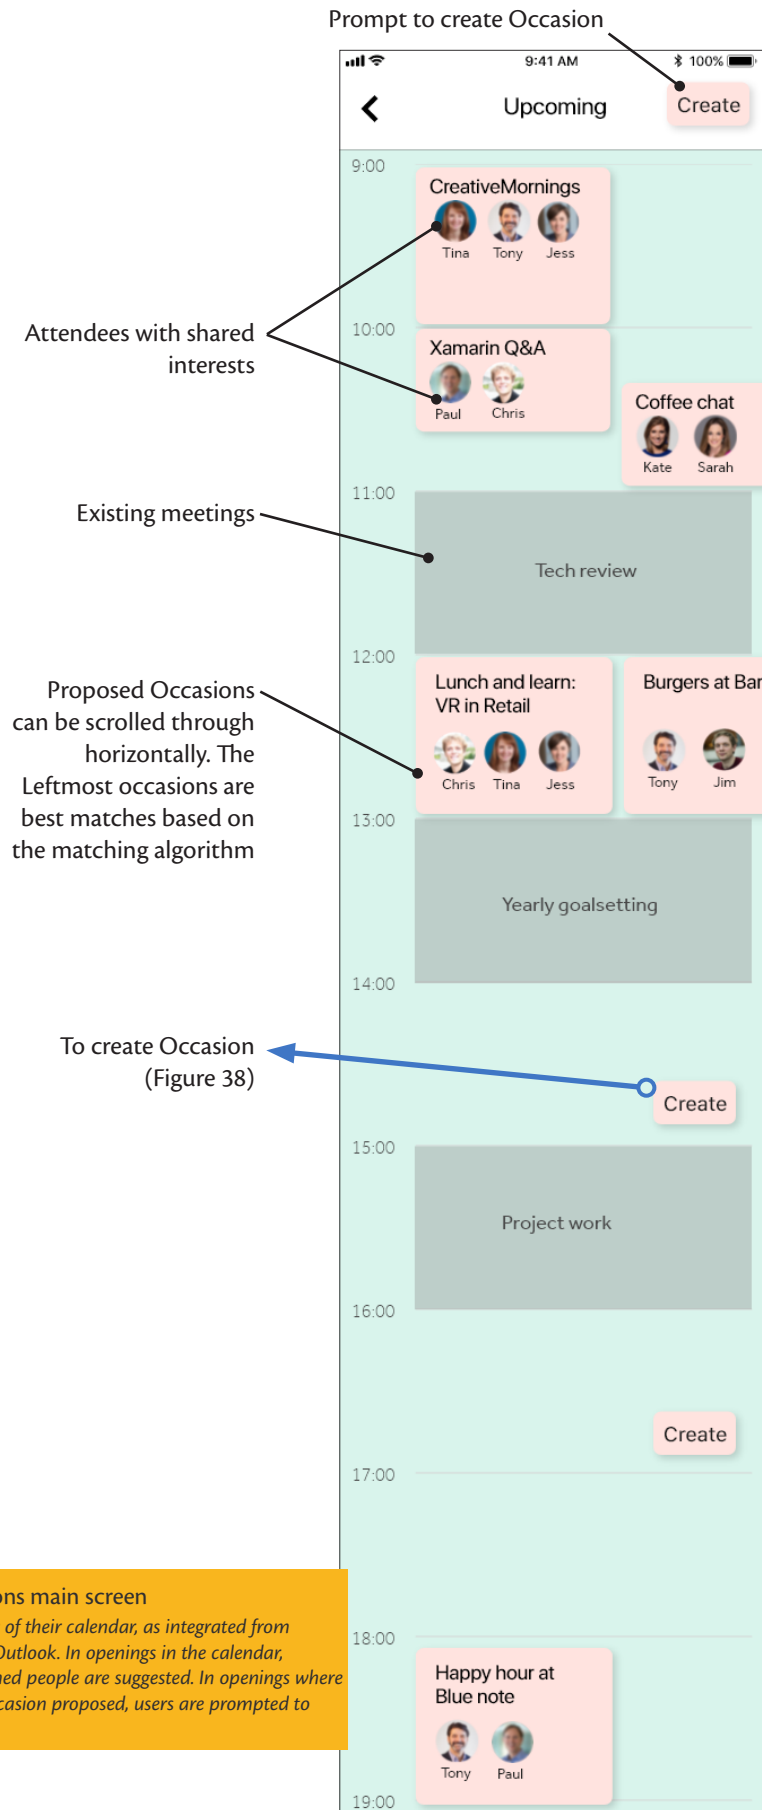 Prompt to create Occasion
9:41 AM
100%
Upcoming
Create
9:00
CreativeMornings
Tina Tony Jess
Attendees with shared
interests
10:00
Xamarin Q&A
Paul Chris
Coffee chat
Kate Sarah
Existing meetings
11:00
Tech review
12:00
Proposed Occasions
can be scrolled through
horizontally. The
Leftmost occasions are
best matches based on
the matching algorithm
Lunch and learn:
VR in Retail
Chris Tina Jess
Burgers at Bar
Tony Jim
13:00
Yearly goalsetting
14:00
To create Occasion
(Figure 38)
Create
15:00
Project work
16:00
Create
17:00
ons main screen
of their calendar, as integrated from
Outlook. In openings in the calendar,
ned people are suggested. In openings where
casion proposed, users are prompted to
18:00
Happy hour at
Blue note
Tony Paul
19:00